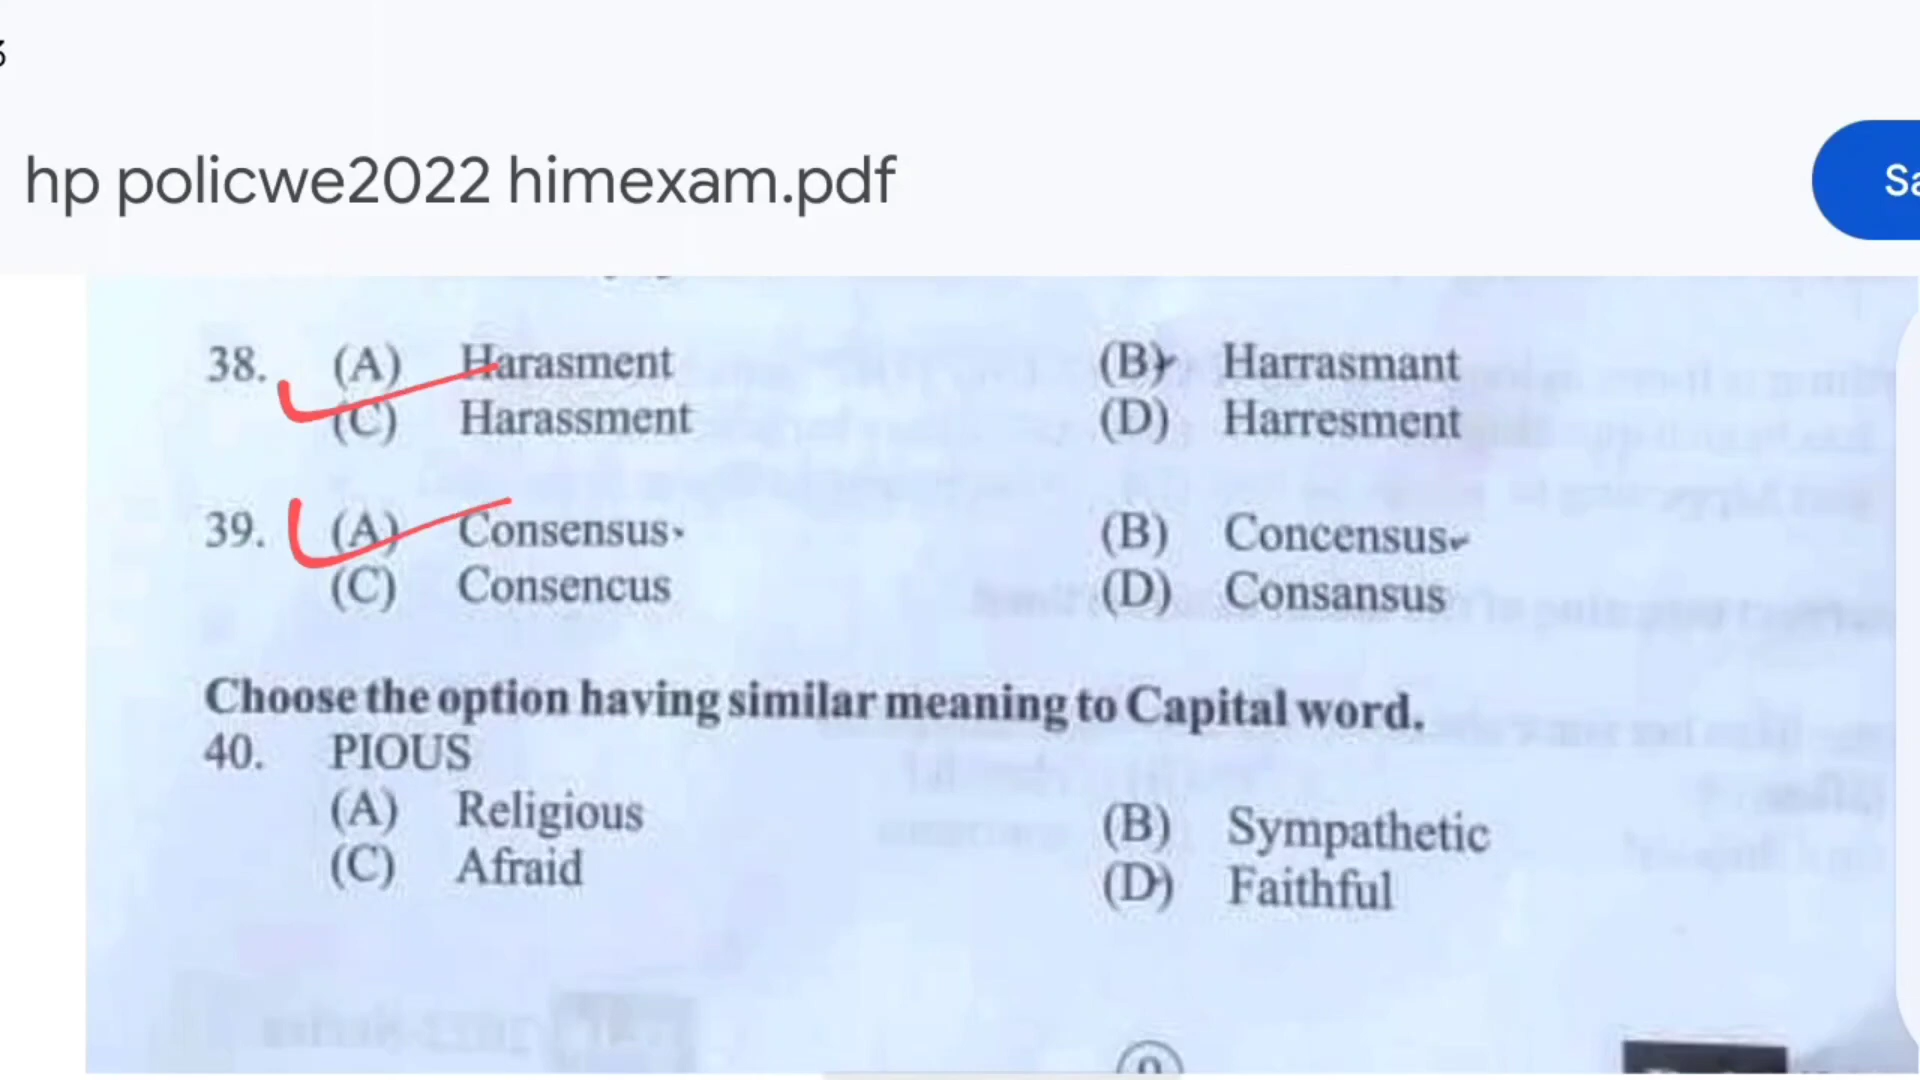 hp policwe2022 himexam.pdf
38. (A) Harasment (B) Harrasmant
(C) Harassment (D) Harresment
39. (A) Consensus (B) Concensus
(C) Consencus (D) Consansus
Choose the option having similar meaning to Capital word.
40. PIOUS
(A) Religious (B) Sympathetic
(C) Afraid (D) Faithful